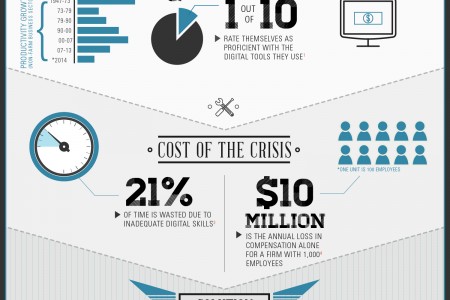 PRODUCTIVITY GROWTH
(NON-FARM BUSINESS SECTOR)
1947-73
73-79
79-90
90-00
00-07
07-13
*2014
1 OUT OF 10
RATE THEMSELVES AS
PROFICIENT WITH THE
DIGITAL TOOLS THEY USE¹
$
COST OF THE CRISIS
21%
OF TIME IS WASTED DUE TO
INADEQUATE DIGITAL SKILLS
$10
MILLION
IS THE ANNUAL LOSS IN
COMPENSATION ALONE
FOR A FIRM WITH 1,000
EMPLOYEES
*ONE UNIT IS 100 EMPLOYEES